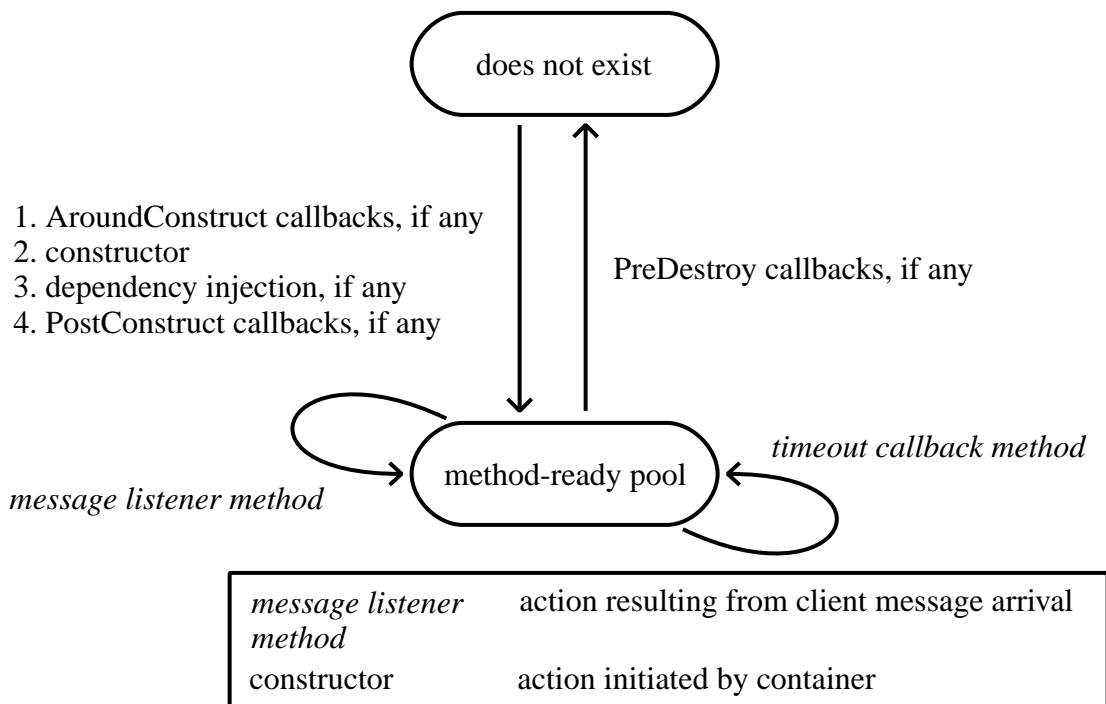 does not exist
1. AroundConstruct callbacks, if any
2. constructor
3. dependency injection, if any
4. PostConstruct callbacks, if any
PreDestroy callbacks, if any
timeout callback method
method-ready pool
message listener method
message listener action resulting from client message arrival
method
constructor action initiated by container